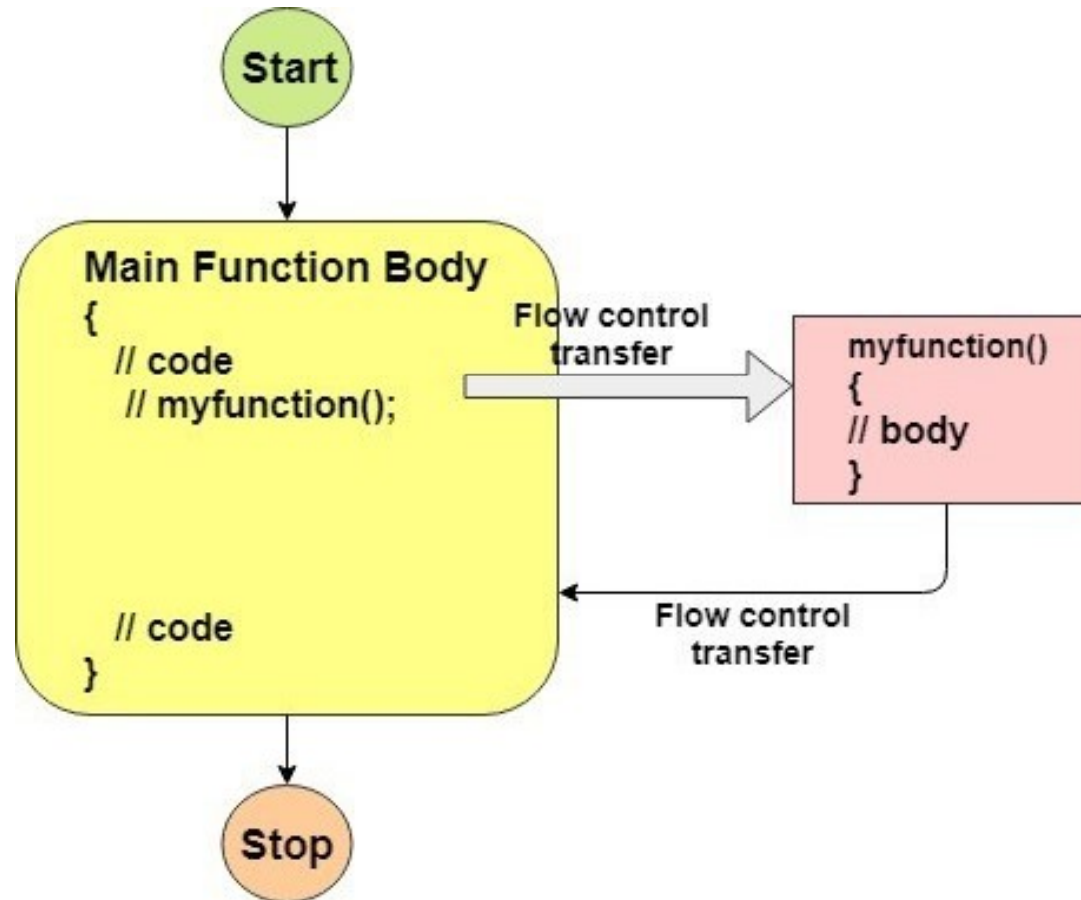 Start
Main Function Body
{
// code
// myfunction();
Flow control
transfer
myfunction()
{
// body
}
Flow control
transfer
// code
}
Stop